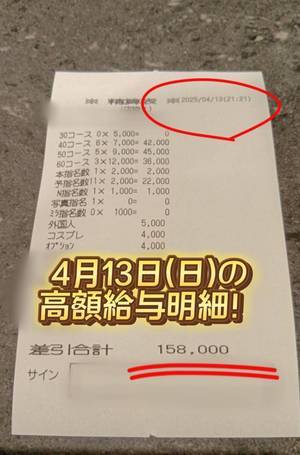 ※ 精算表 ※ 2025/04/13(21:21)
30コース 0× 5,000= 0
40コース 6× 7,000= 42,000
50コース 5× 9,000= 45,000
60コース 3×12,000= 36,000
本指名数 1× 2,000= 2,000
予指名数11× 2,000= 22,000
N指名数 1× 1,000= 1,000
写真指名 1× 0= 0
ミラ指名数 0× 1000= 0
外国人 5,000
コスプレ 4,000
オプション 4,000
4月13日(日)の
高額給与明細!
差引合計 158,000
サイン